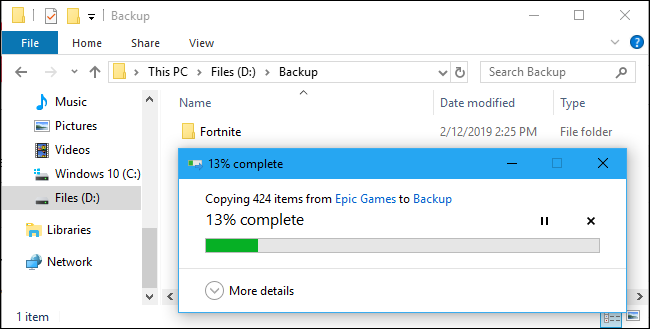 Backup
File Home Share View
This PC Files (D:) Backup Search Backup
Name Date modified Type
Music
Pictures
Videos
Windows 10 (C:)
Files (D:)
Libraries
Network
Fortnite 2/12/2019 2:25 PM File folder
13% complete
Copying 424 items from Epic Games to Backup
13% complete
More details
1 item